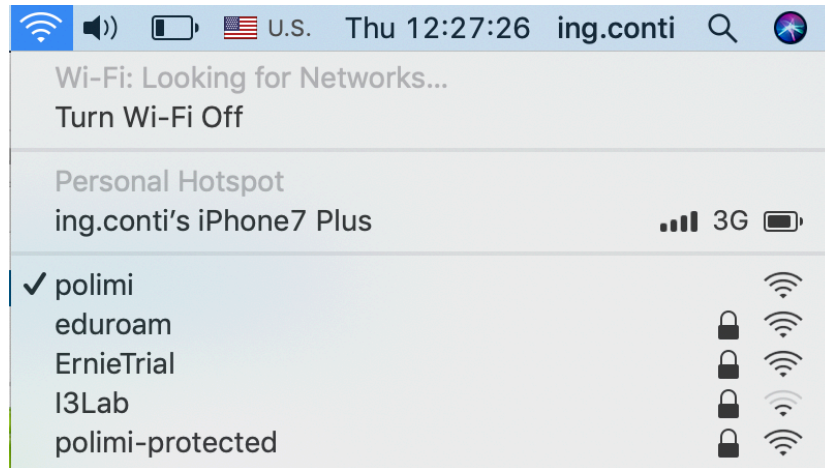 U.S. Thu 12:27:26 ing.conti
Wi-Fi: Looking for Networks...
Turn Wi-Fi Off
Personal Hotspot
ing.conti’s iPhone7 Plus 3G
polimi
eduroam
ErnieTrial
I3Lab
polimi-protected